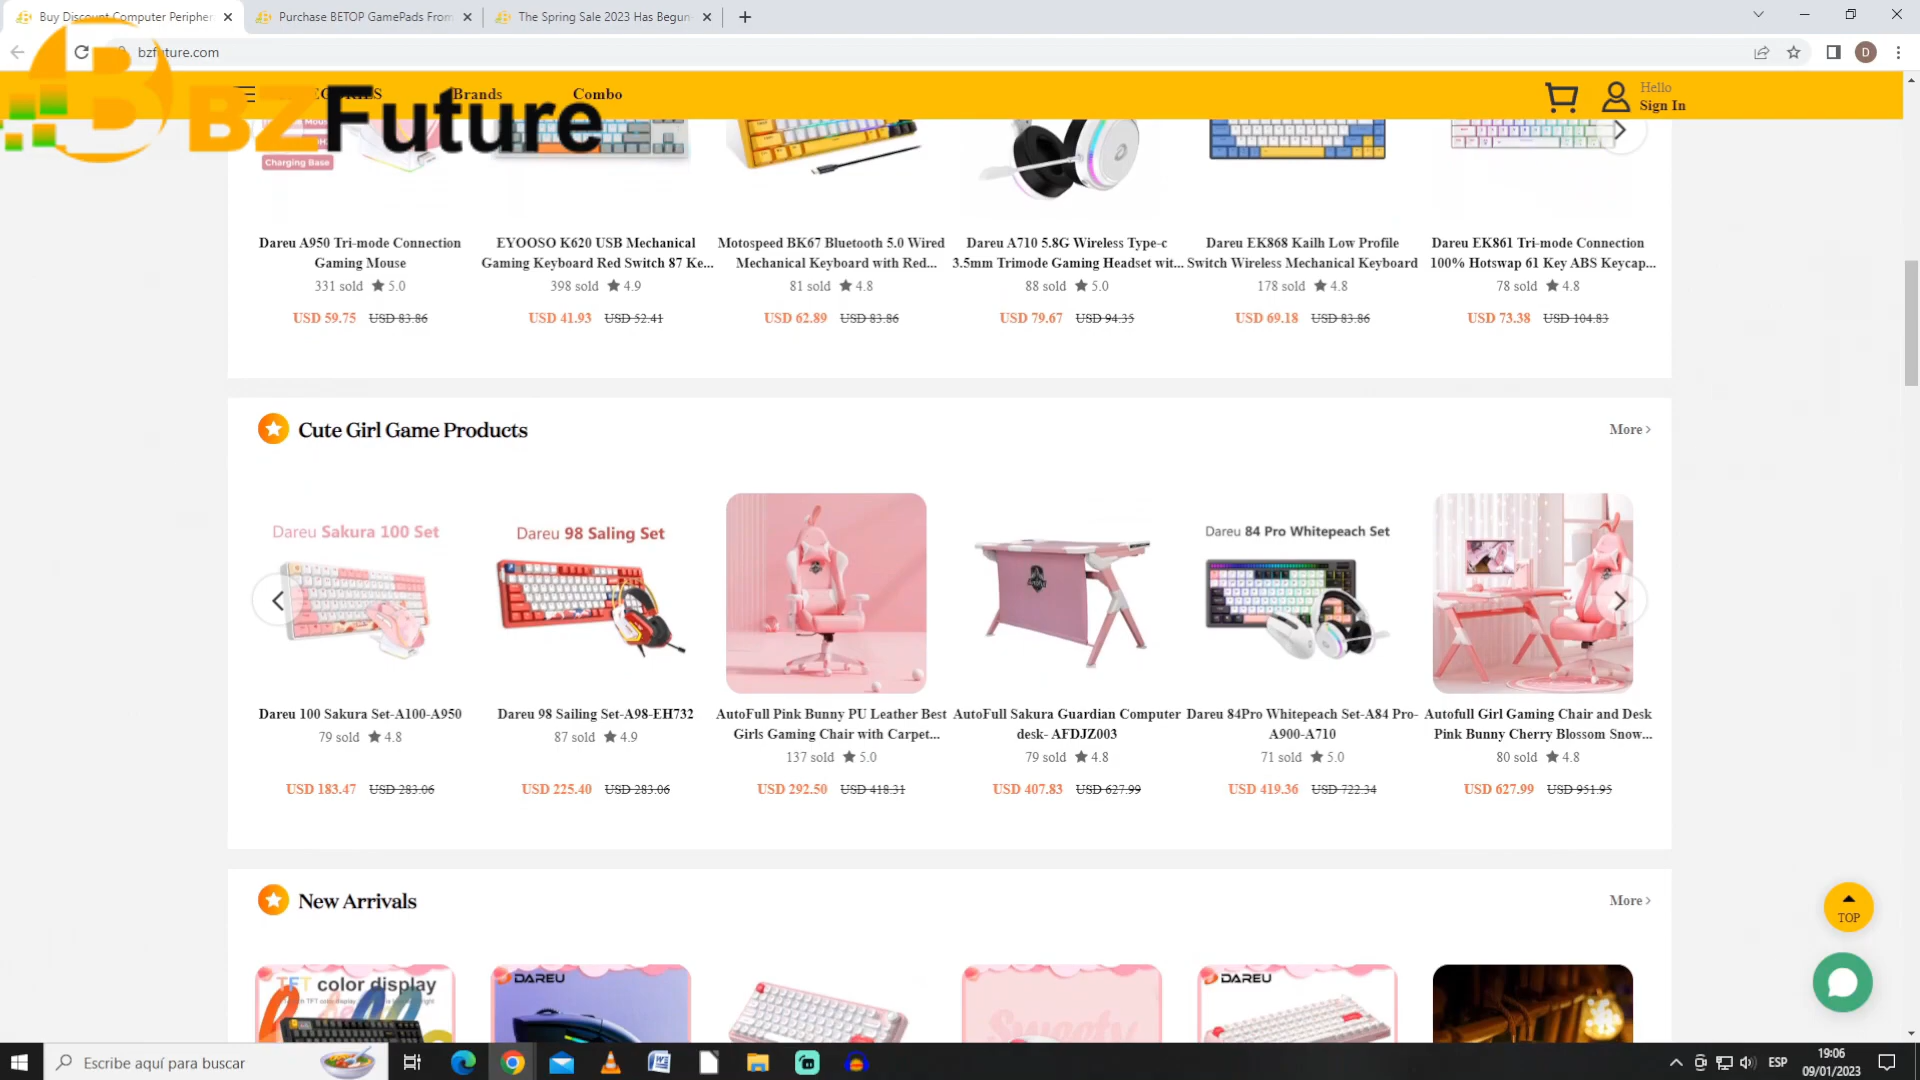 Buy Discount Computer Peripher
Purchase BETOP GamePads From
The Spring Sale 2023 Has Begun
bzfuture.com
D
BZFuture
Brands
Combo
Hello
Sign In
Charging Base
Dareu A950 Tri-mode Connection
Gaming Mouse
331 sold ★ 5.0
USD 59.75 USD 83.86
EYOOSO K620 USB Mechanical
Gaming Keyboard Red Switch 87 Ke...
398 sold ★ 4.9
USD 41.93 USD 52.41
Motospeed BK67 Bluetooth 5.0 Wired
Mechanical Keyboard with Red...
81 sold ★ 4.8
USD 62.89 USD 83.86
Dareu A710 5.8G Wireless Type-c
3.5mm Trimode Gaming Headset wit...
88 sold ★ 5.0
USD 79.67 USD 94.35
Dareu EK868 Kailh Low Profile
Switch Wireless Mechanical Keyboard
178 sold ★ 4.8
USD 69.18 USD 83.86
Dareu EK861 Tri-mode Connection
100% Hotswap 61 Key ABS Keycap...
78 sold ★ 4.8
USD 73.38 USD 104.83
Cute Girl Game Products
More >
Dareu Sakura 100 Set
Dareu 100 Sakura Set-A100-A950
79 sold ★ 4.8
USD 183.47 USD 283.06
Dareu 98 Saling Set
Dareu 98 Sailing Set-A98-EH732
87 sold ★ 4.9
USD 225.40 USD 283.06
AutoFull Pink Bunny PU Leather Best
Girls Gaming Chair with Carpet...
137 sold ★ 5.0
USD 292.50 USD 418.31
AutoFull Sakura Guardian Computer
desk- AFDJZ003
79 sold ★ 4.8
USD 407.83 USD 627.99
Dareu 84 Pro Whitepeach Set
Dareu 84Pro Whitepeach Set-A84 Pro-
A900-A710
71 sold ★ 5.0
USD 419.36 USD 722.34
Autofull Girl Gaming Chair and Desk
Pink Bunny Cherry Blossom Snow...
80 sold ★ 4.8
USD 627.99 USD 951.95
New Arrivals
More >
TFT color display
DAREU
Sweety
DAREU
TOP
Escribe aquí para buscar
ESP
19:06
09/01/2023